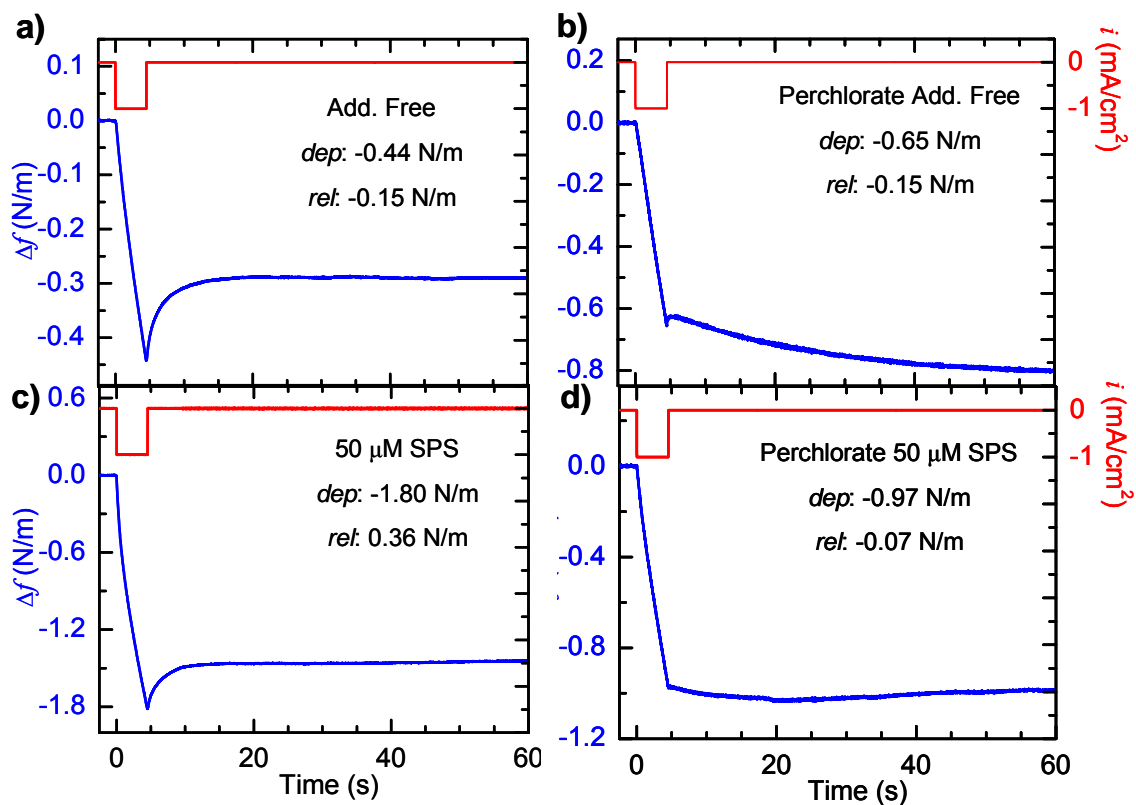 a)
0.1
0.0
-0.1
-0.2
-0.3
-0.4
Δf (N/m)
Add. Free
dep: -0.44 N/m
rel: -0.15 N/m
b)
0.2
0.0
-0.2
-0.4
-0.6
-0.8
Perchlorate Add. Free
dep: -0.65 N/m
rel: -0.15 N/m
0
-1
i (mA/cm²)
c)
0.6
0.0
-0.6
-1.2
-1.8
Δf (N/m)
50 μM SPS
dep: -1.80 N/m
rel: 0.36 N/m
0
20
40
60
Time (s)
d)
0.0
-0.4
-0.8
-1.2
Perchlorate 50 μM SPS
dep: -0.97 N/m
rel: -0.07 N/m
0
-1
i (mA/cm²)
0
20
40
60
Time (s)